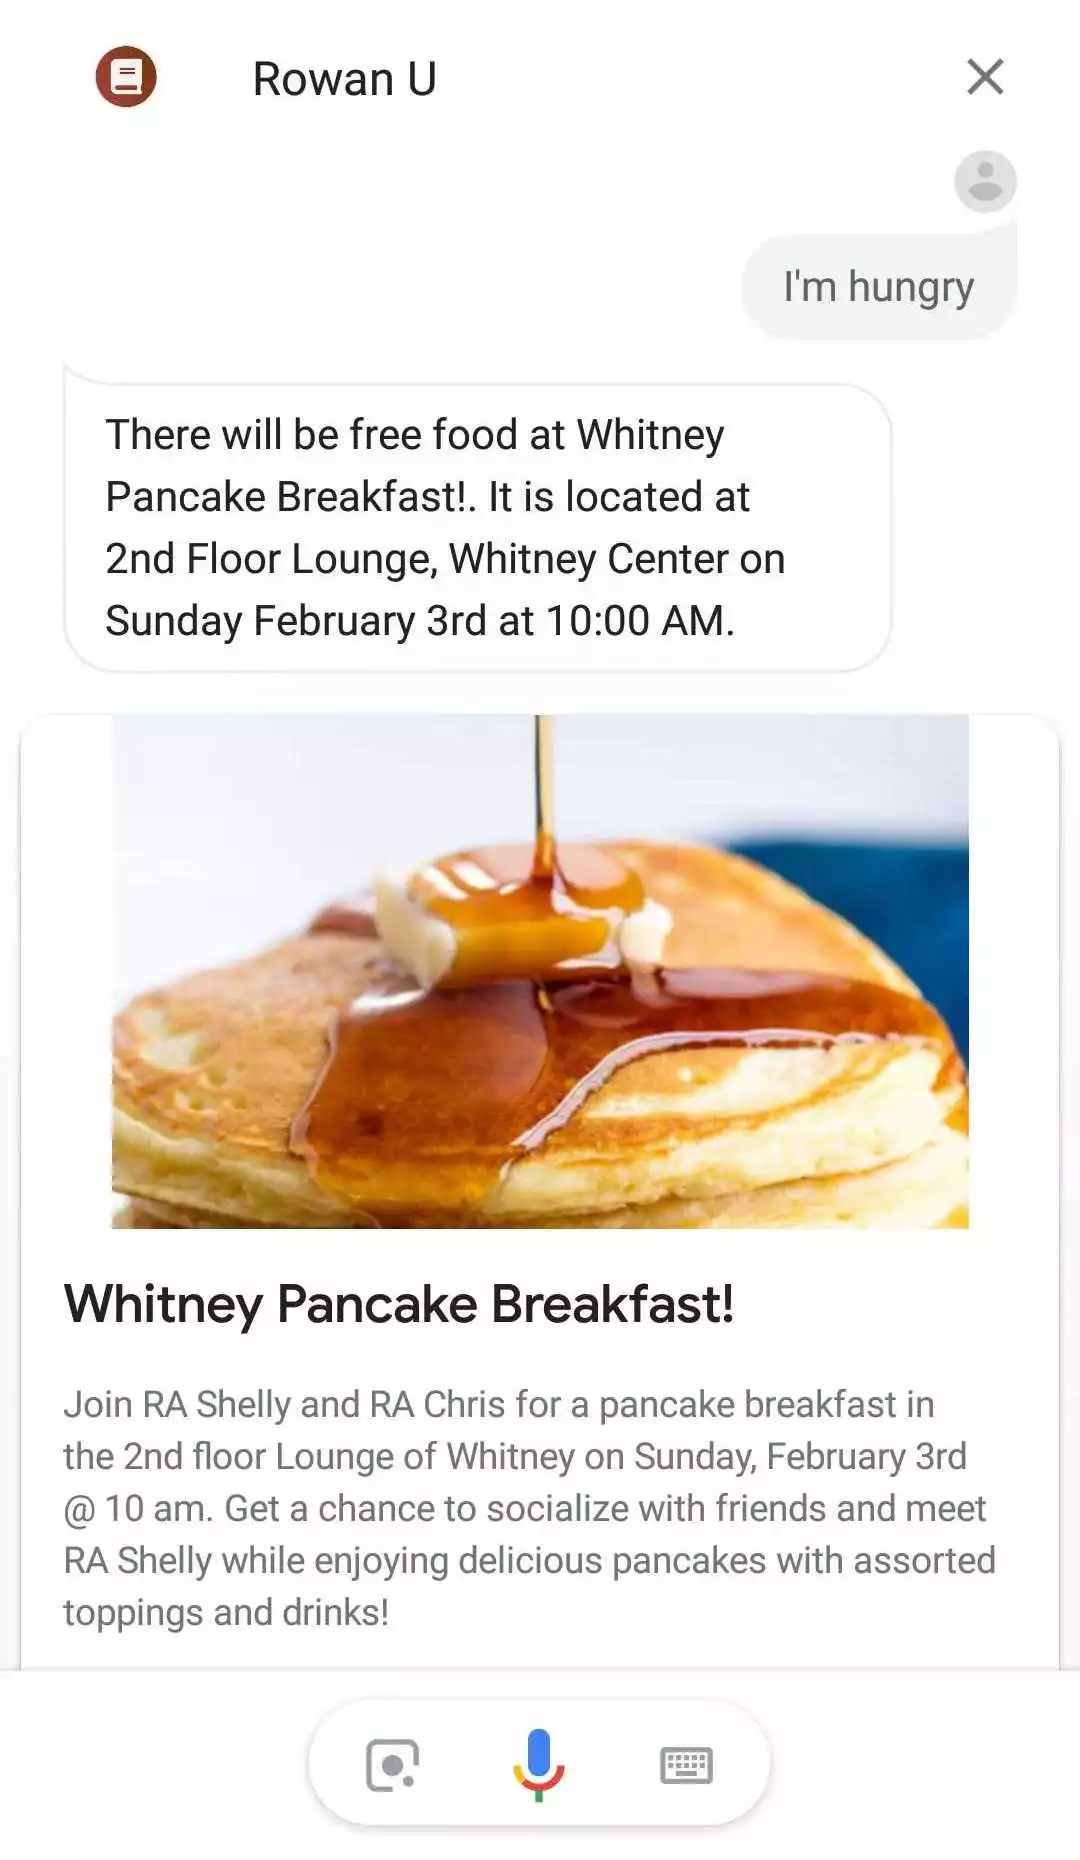 Rowan U
I'm hungry
There will be free food at Whitney
Pancake Breakfast!. It is located at
2nd Floor Lounge, Whitney Center on
Sunday February 3rd at 10:00 AM.
Whitney Pancake Breakfast!
Join RA Shelly and RA Chris for a pancake breakfast in
the 2nd floor Lounge of Whitney on Sunday, February 3rd
@ 10 am. Get a chance to socialize with friends and meet
RA Shelly while enjoying delicious pancakes with assorted
toppings and drinks!